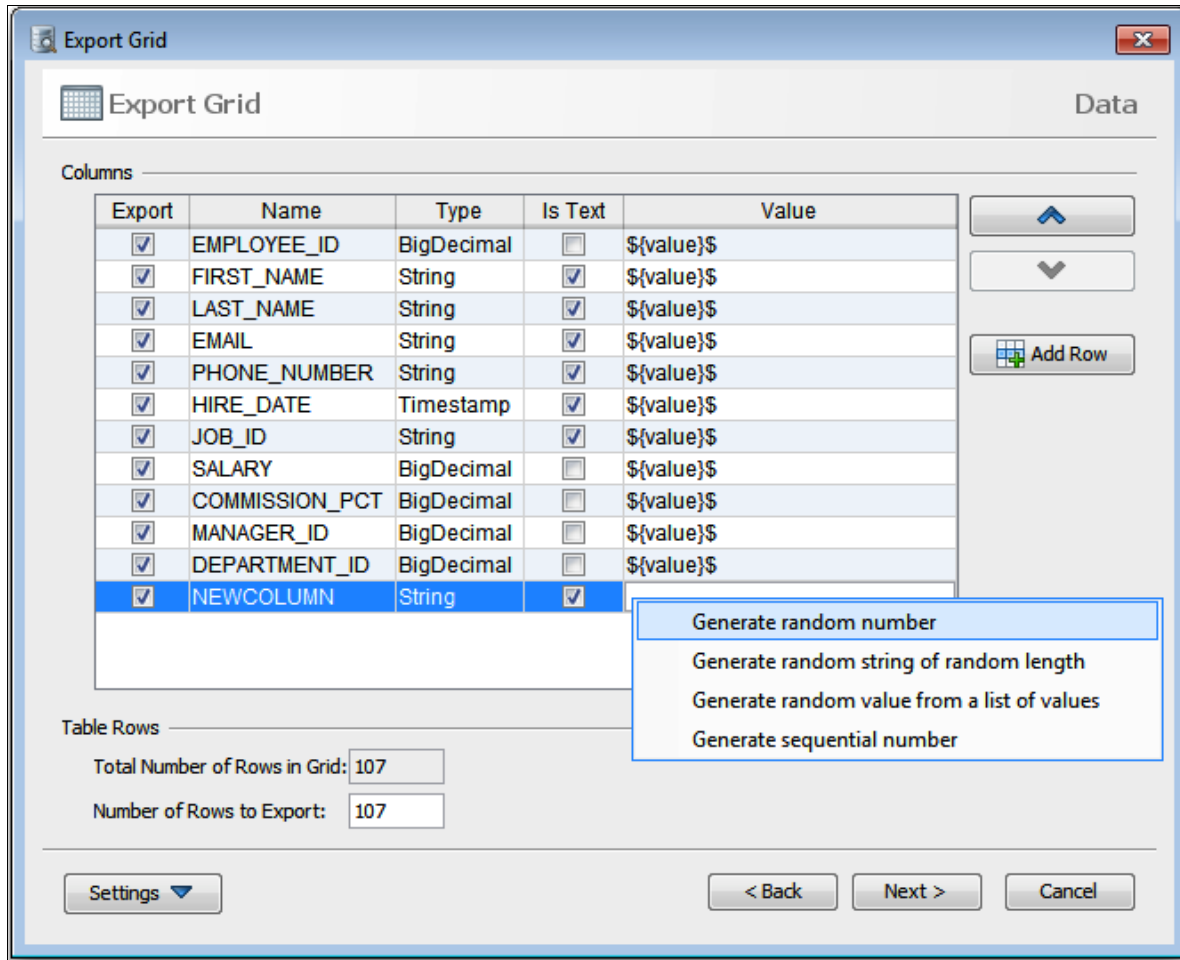 Export Grid
Export Grid Data
Columns
Export Name Type Is Text Value
EMPLOYEE_ID BigDecimal ${value}$
FIRST_NAME String ${value}$
LAST_NAME String ${value}$
EMAIL String ${value}$
PHONE_NUMBER String ${value}$
HIRE_DATE Timestamp ${value}$
JOB_ID String ${value}$
SALARY BigDecimal ${value}$
COMMISSION_PCT BigDecimal ${value}$
MANAGER_ID BigDecimal ${value}$
DEPARTMENT_ID BigDecimal ${value}$
NEWCOLUMN String
Add Row
Generate random number
Generate random string of random length
Generate random value from a list of values
Generate sequential number
Table Rows
Total Number of Rows in Grid: 107
Number of Rows to Export: 107
Settings < Back Next > Cancel